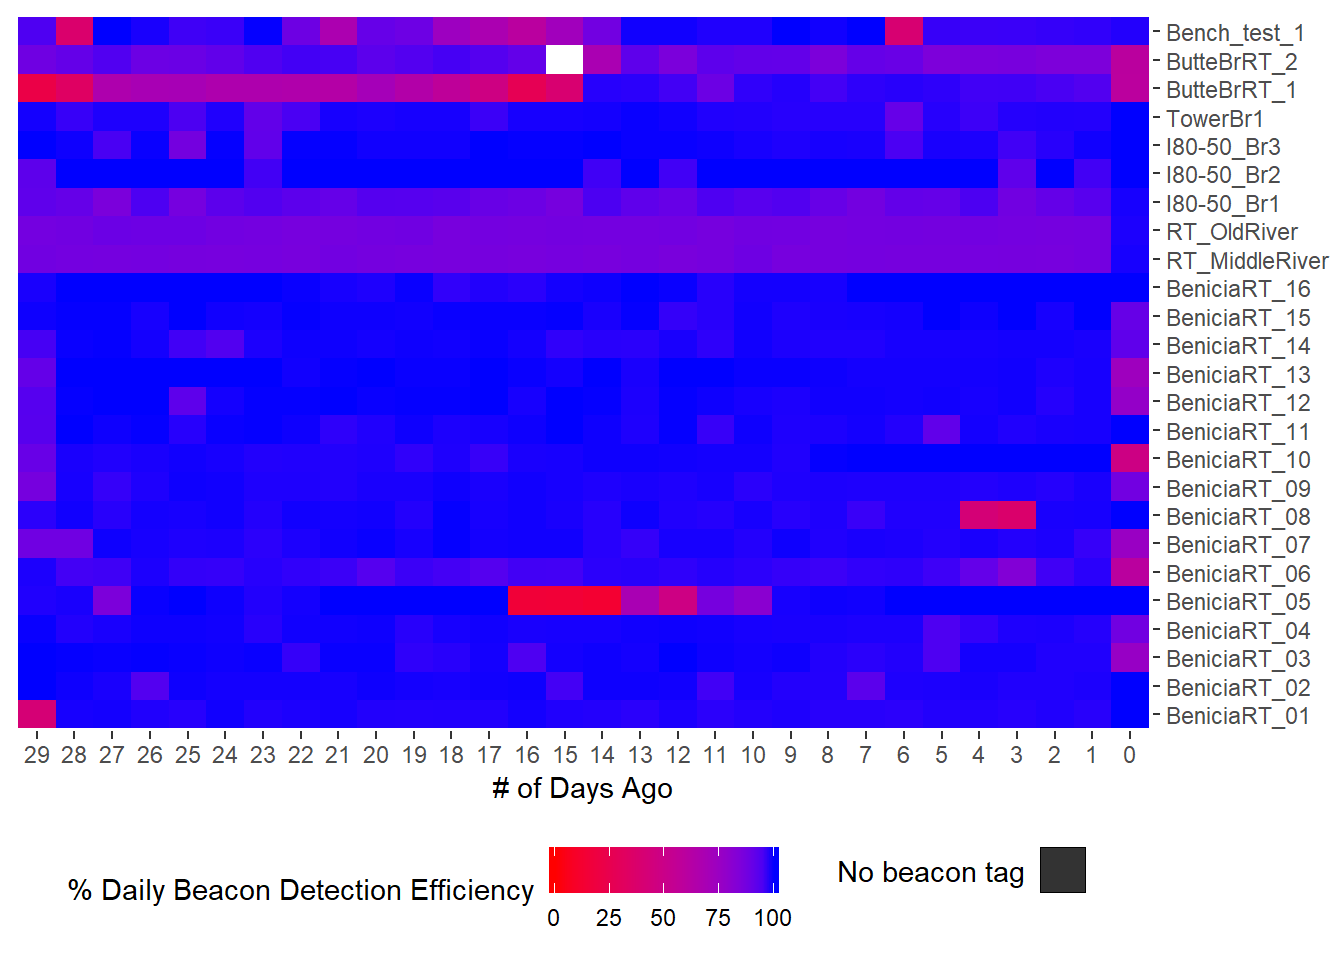 Bench_test_1
ButteBrRT_2
ButteBrRT_1
TowerBr1
I80-50_Br3
I80-50_Br2
I80-50_Br1
RT_OldRiver
RT_MiddleRiver
BeniciaRT_16
BeniciaRT_15
BeniciaRT_14
BeniciaRT_13
BeniciaRT_12
BeniciaRT_11
BeniciaRT_10
BeniciaRT_09
BeniciaRT_08
BeniciaRT_07
BeniciaRT_06
BeniciaRT_05
BeniciaRT_04
BeniciaRT_03
BeniciaRT_02
BeniciaRT_01
29 28 27 26 25 24 23 22 21 20 19 18 17 16 15 14 13 12 11 10 9 8 7 6 5 4 3 2 1 0
# of Days Ago
% Daily Beacon Detection Efficiency
0 25 50 75 100
No beacon tag